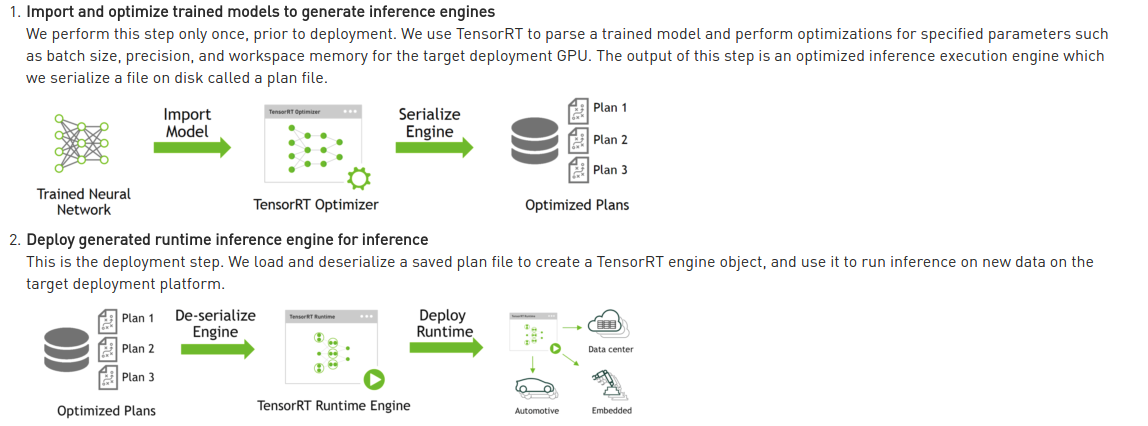 1. Import and optimize trained models to generate inference engines
We perform this step only once, prior to deployment. We use TensorRT to parse a trained model and perform optimizations for specified parameters such
as batch size, precision, and workspace memory for the target deployment GPU. The output of this step is an optimized inference execution engine which
we serialize a file on disk called a plan file.
Import
Model
TensorRT Optimizer
Serialize
Engine
Plan 1
Plan 2
Plan 3
Trained Neural
Network
TensorRT Optimizer
Optimized Plans
2. Deploy generated runtime inference engine for inference
This is the deployment step. We load and deserialize a saved plan file to create a TensorRT engine object, and use it to run inference on new data on the
target deployment platform.
Plan 1
Plan 2
Plan 3
De-serialize
Engine
TensorRT Runtime
Deploy
Runtime
TensorRT Runtime
Data center
Automotive
Embedded
Optimized Plans
TensorRT Runtime Engine